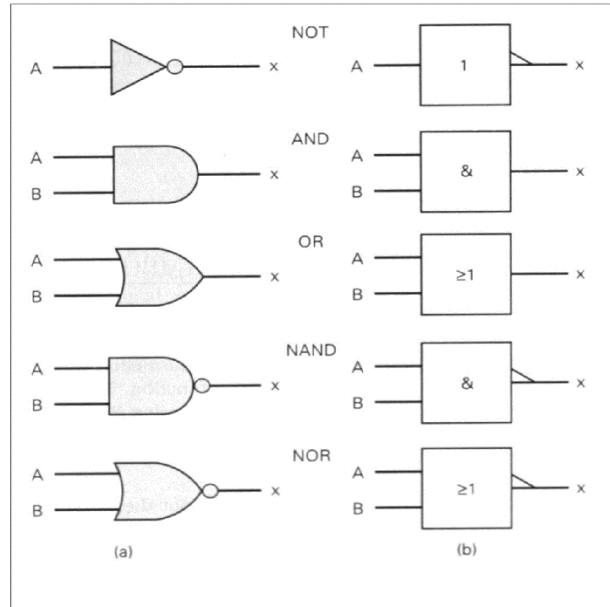 NOT
A x
A 1 x
AND
A
B x
A
B & x
OR
A
B x
A
B ≥1 x
NAND
A
B x
A
B & x
NOR
A
B x
A
B ≥1 x
(a) (b)